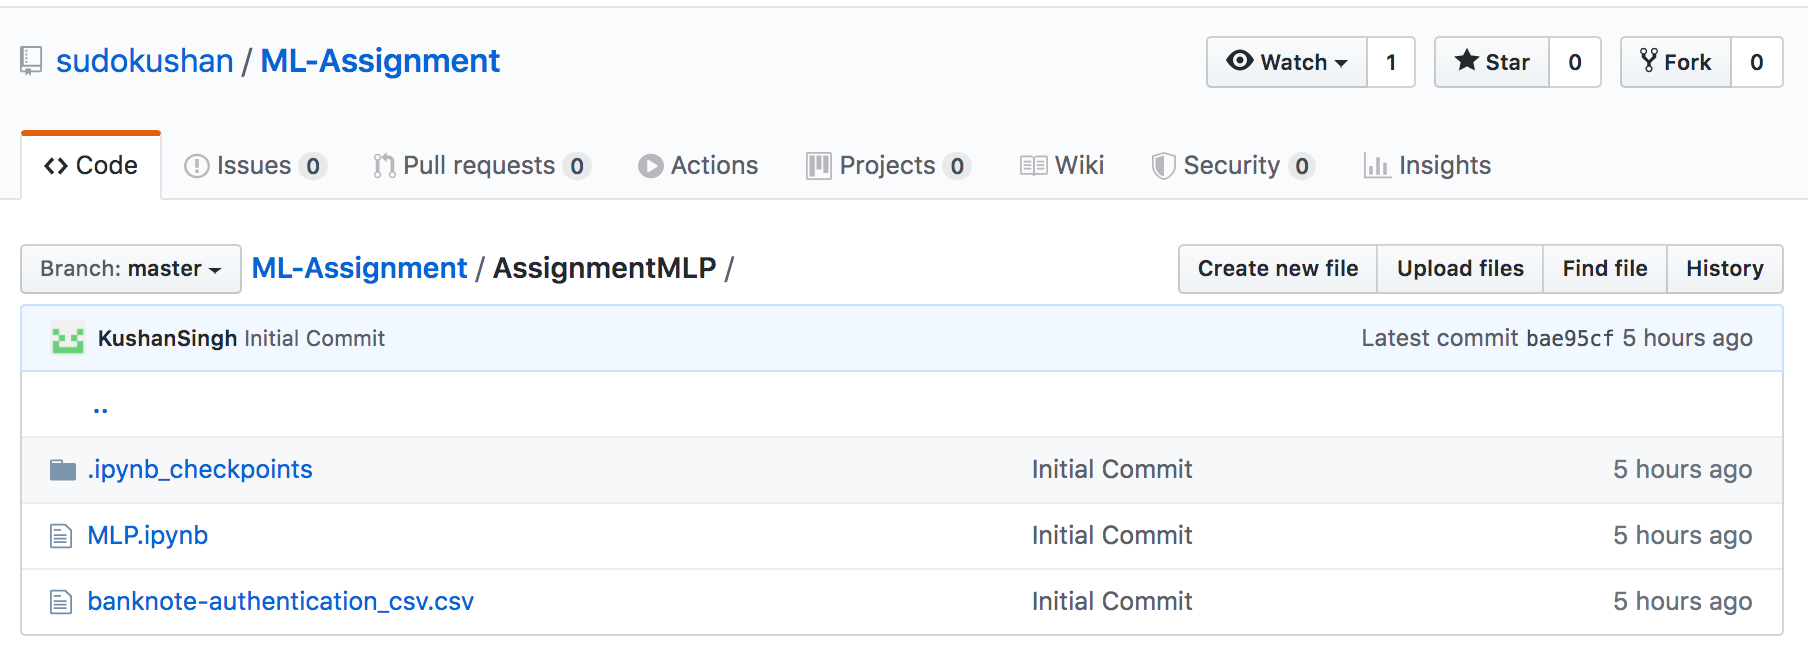 sudokushan / ML-Assignment Watch 1 Star 0 Fork 0
Code Issues 0 Pull requests 0 Actions Projects 0 Wiki Security 0 Insights
Branch: master ML-Assignment / AssignmentMLP / Create new file Upload files Find file History
KushanSingh Initial Commit Latest commit bae95cf 5 hours ago
..
.ipynb_checkpoints Initial Commit 5 hours ago
MLP.ipynb Initial Commit 5 hours ago
banknote-authentication_csv.csv Initial Commit 5 hours ago